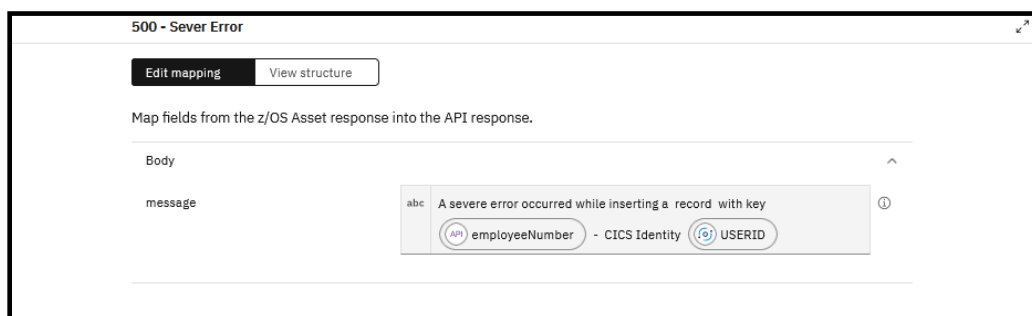 500 - Sever Error
Edit mapping View structure
Map fields from the z/OS Asset response into the API response.
Body
message abc A severe error occurred while inserting a record with key
API employeeNumber - CICS Identity USERID